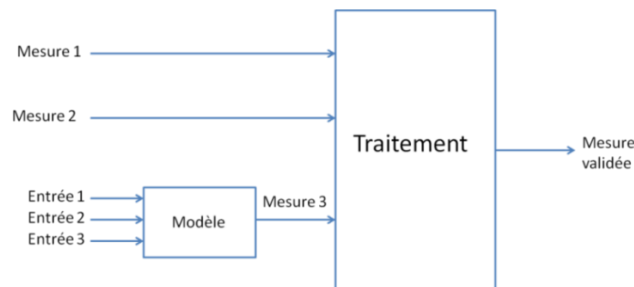 Mesure 1
Mesure 2
Entrée 1
Entrée 2
Entrée 3
Modèle
Mesure 3
Traitement
Mesure
validée